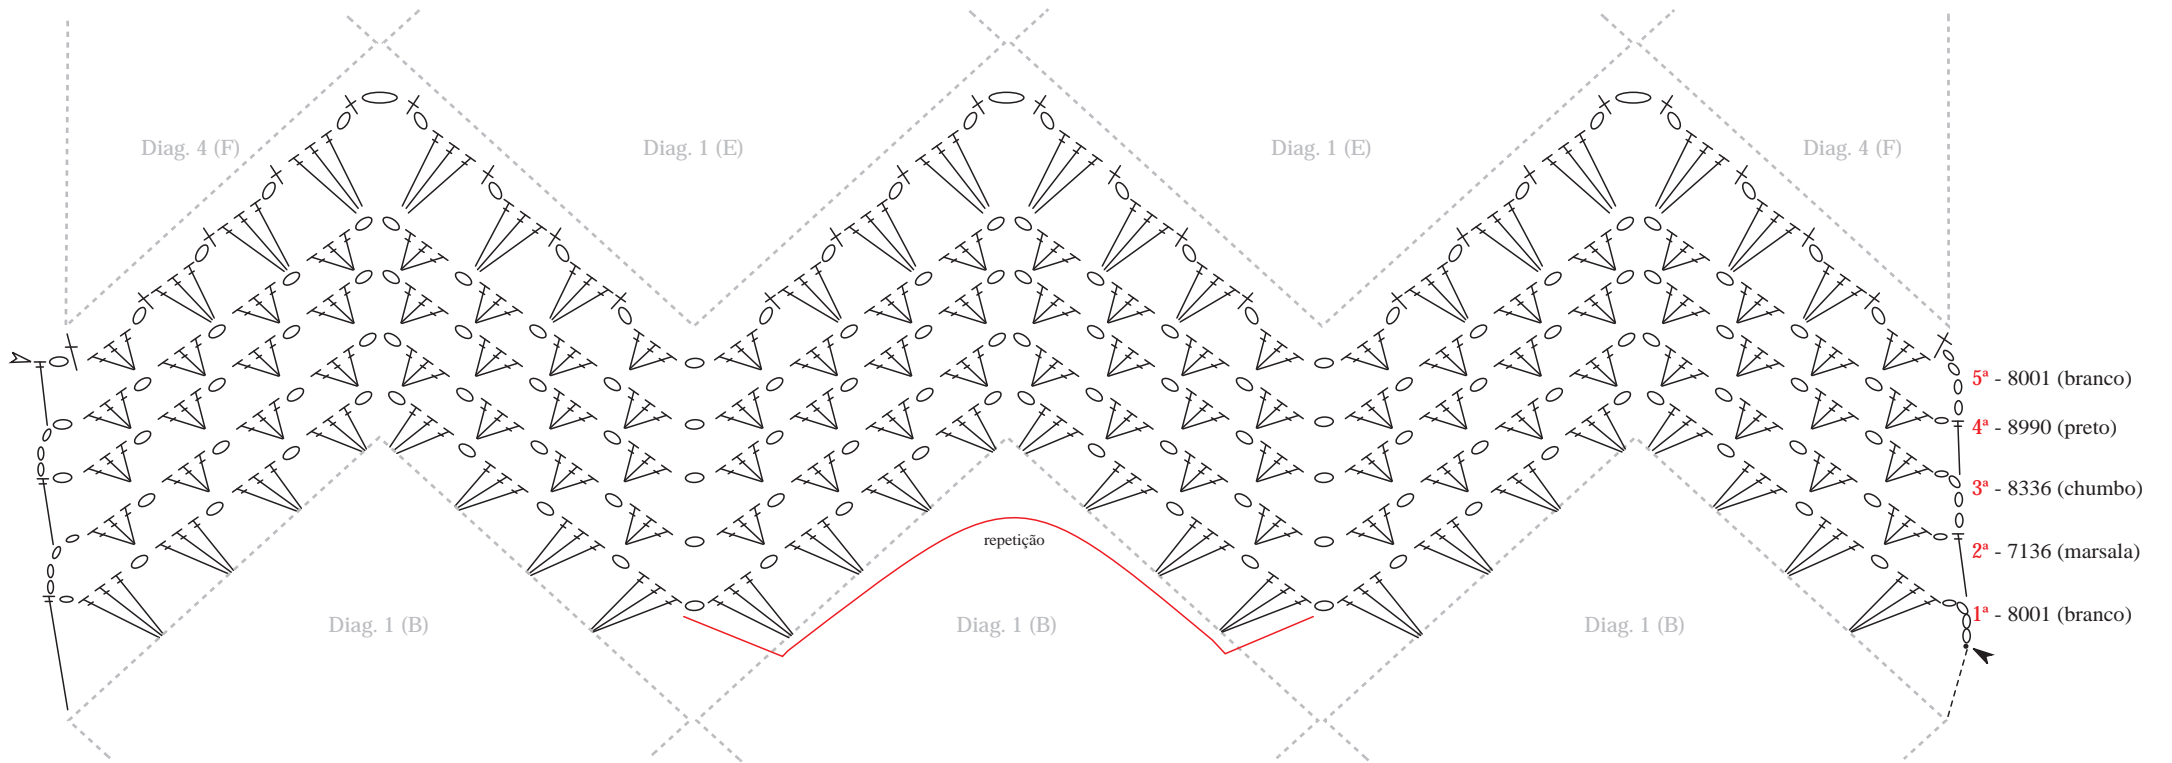 Diag. 4 (F)
Diag. 1 (E)
Diag. 1 (E)
Diag. 4 (F)
5ª - 8001 (branco)
4ª - 8990 (preto)
3ª - 8336 (chumbo)
repetição
2ª - 7136 (marsala)
1ª - 8001 (branco)
Diag. 1 (B)
Diag. 1 (B)
Diag. 1 (B)